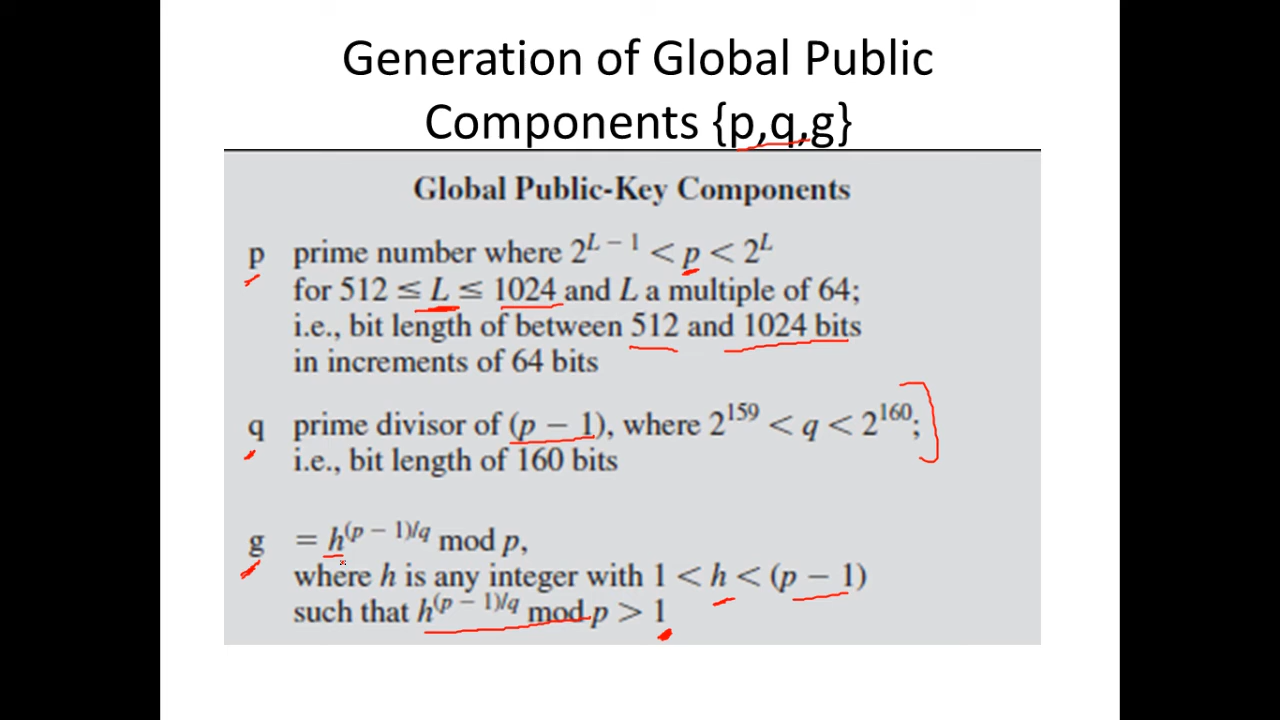 Generation of Global Public
Components {p,q,g}
Global Public-Key Components
p prime number where 2^{L – 1} < p < 2^L
for 512 ≤ L ≤ 1024 and L a multiple of 64;
i.e., bit length of between 512 and 1024 bits
in increments of 64 bits
q prime divisor of (p – 1), where 2^{159} < q < 2^{160};
i.e., bit length of 160 bits
g = h^{(p – 1)/q} mod p,
where h is any integer with 1 < h < (p – 1)
such that h^{(p – 1)/q} mod p > 1